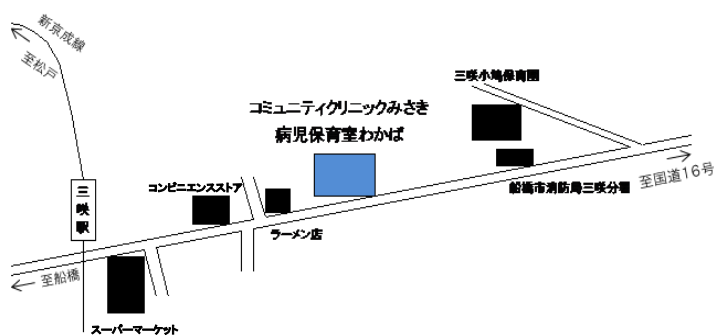 新京成線
至松戸
三咲小鳩保育園
コミュニティクリニックみさき
病児保育室わかば
コンビニエンスストア
三咲駅
ラーメン店
船橋市消防局三咲分署
至国道16号
至船橋
スーパーマーケット